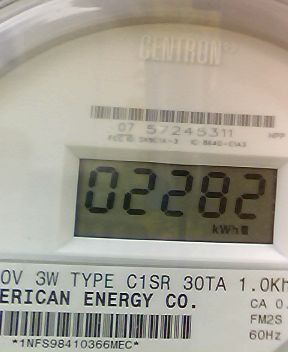 CENTRON®
07 57245311
02282
kWh
0V 3W TYPE C1SR 30TA 1.0Kh
ERICAN ENERGY CO.
CA 0.
FM2S
60Hz
*1NFS98410366MEC*